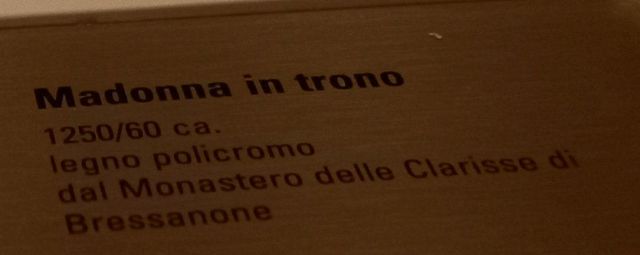 Madonna in trono
1250/60 ca.
legno policromo
dal Monastero delle Clarisse di
Bressanone